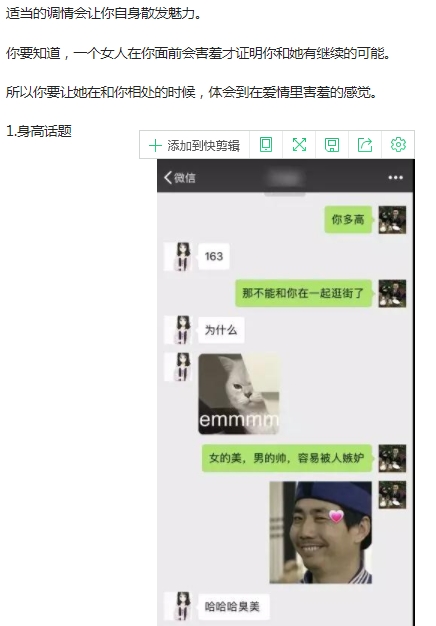 适当的调情会让你自身散发魅力。
你要知道，一个女人在你面前会害羞才证明你和她有继续的可能。
所以你要让她在和你相处的时候，体会到在爱情里害羞的感觉。
1.身高话题
添加到快剪辑
微信
你多高
163
那不能和你在一起逛街了
为什么
emmmm
女的美，男的帅，容易被人嫉妒
哈哈哈臭美